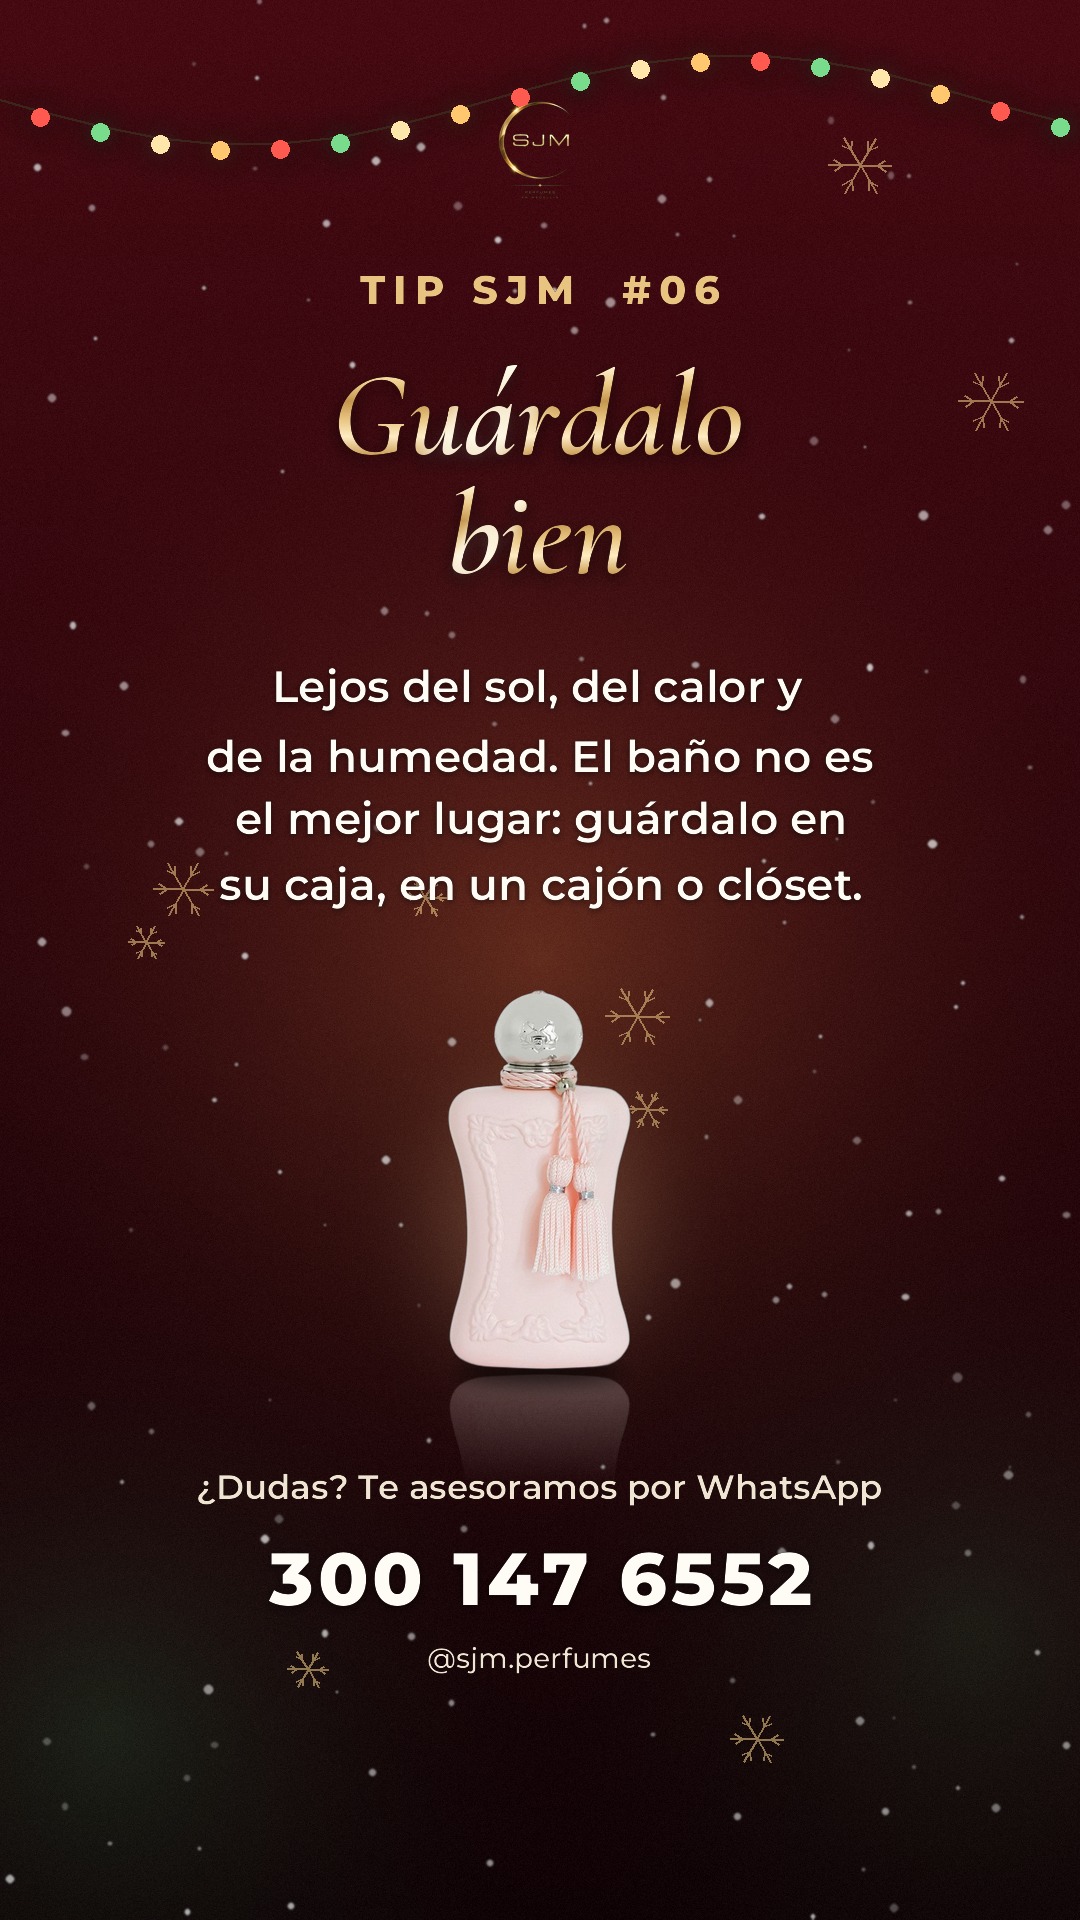 SJM
TIP SJM #06
Guárdalo
bien
Lejos del sol, del calor y
de la humedad. El baño no es
el mejor lugar: guárdalo en
su caja, en un cajón o clóset.
¿Dudas? Te asesoramos por WhatsApp
300 147 6552
@sjm.perfumes